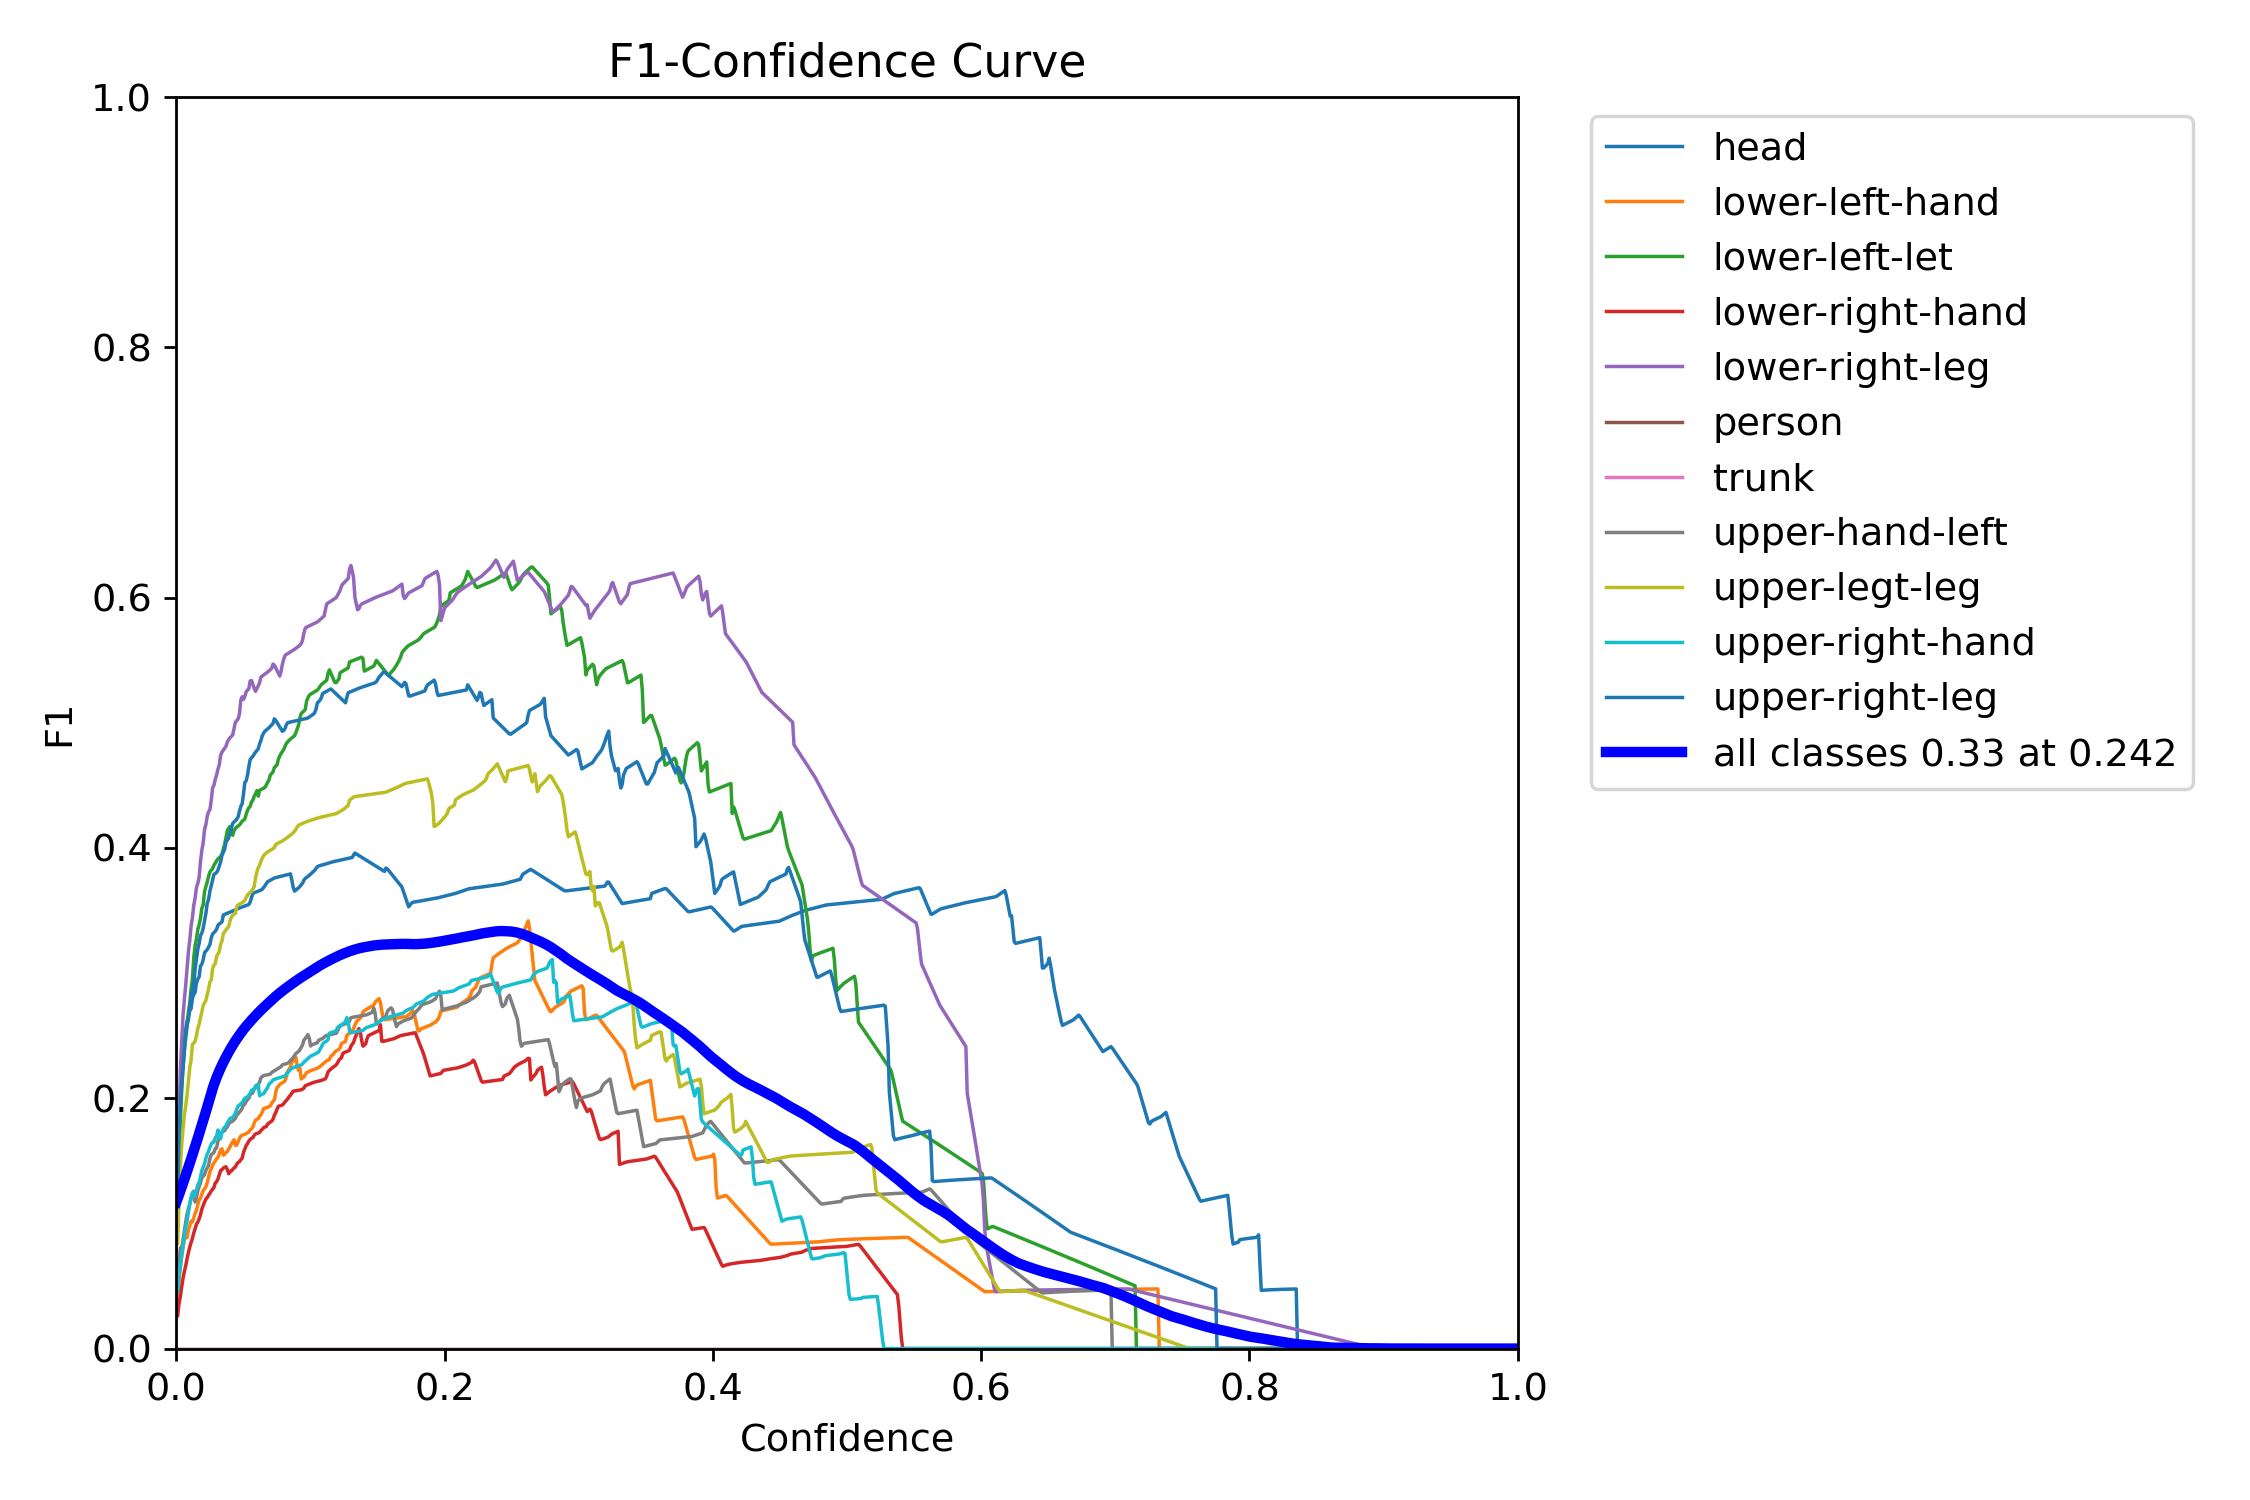 F1-Confidence Curve
1.0
0.8
0.6
0.4
0.2
0.0
F1
0.0 0.2 0.4 0.6 0.8 1.0
Confidence
head
lower-left-hand
lower-left-let
lower-right-hand
lower-right-leg
person
trunk
upper-hand-left
upper-legt-leg
upper-right-hand
upper-right-leg
all classes 0.33 at 0.242